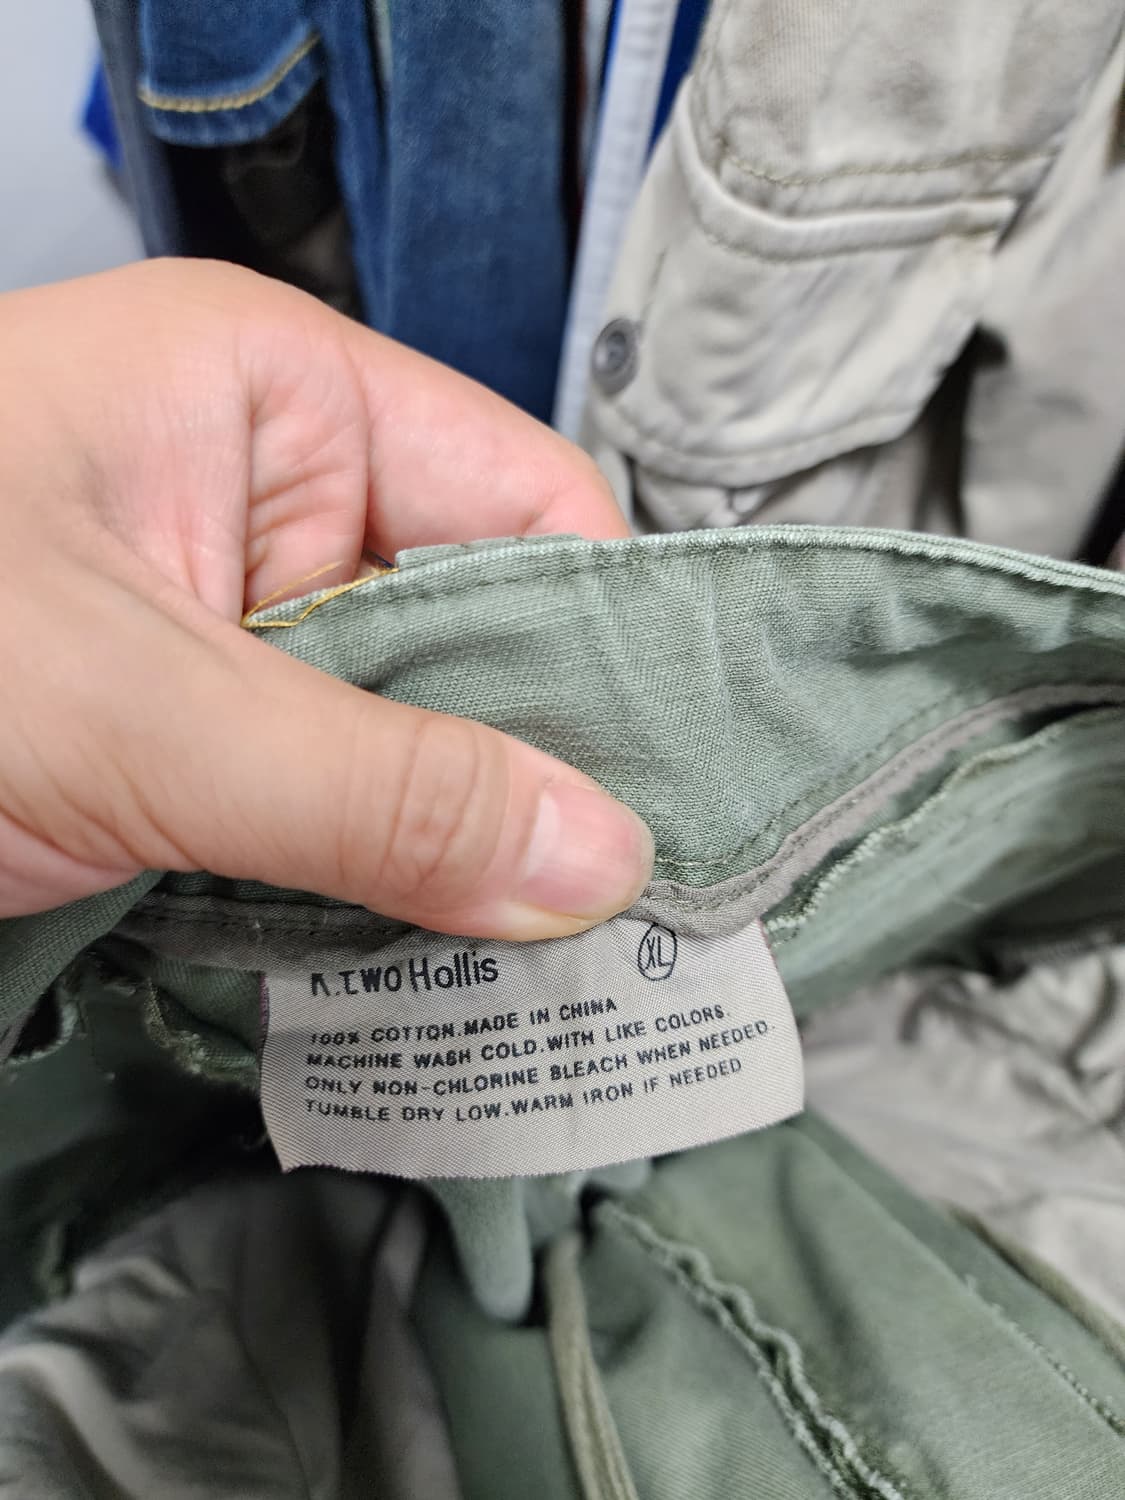 K.two Hollis XL
100% COTTON.MADE IN CHINA
MACHINE WASH COLD.WITH LIKE COLORS.
ONLY NON-CHLORINE BLEACH WHEN NEEDED.
TUMBLE DRY LOW.WARM IRON IF NEEDED